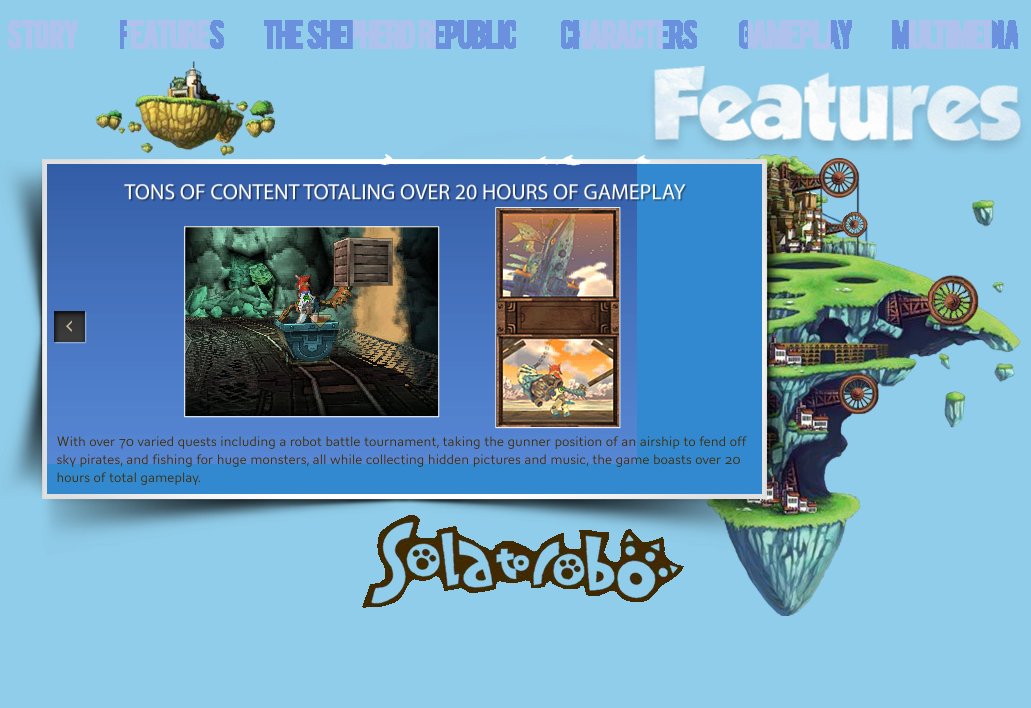 STORY FEATURES THE SHEPHERD REPUBLIC CHARACTERS GAMEPLAY MULTIMEDIA
Features
TONS OF CONTENT TOTALING OVER 20 HOURS OF GAMEPLAY
With over 70 varied quests including a robot battle tournament, taking the gunner position of an airship to fend off
sky pirates, and fishing for huge monsters, all while collecting hidden pictures and music, the game boasts over 20
hours of total gameplay.
Solatorobo